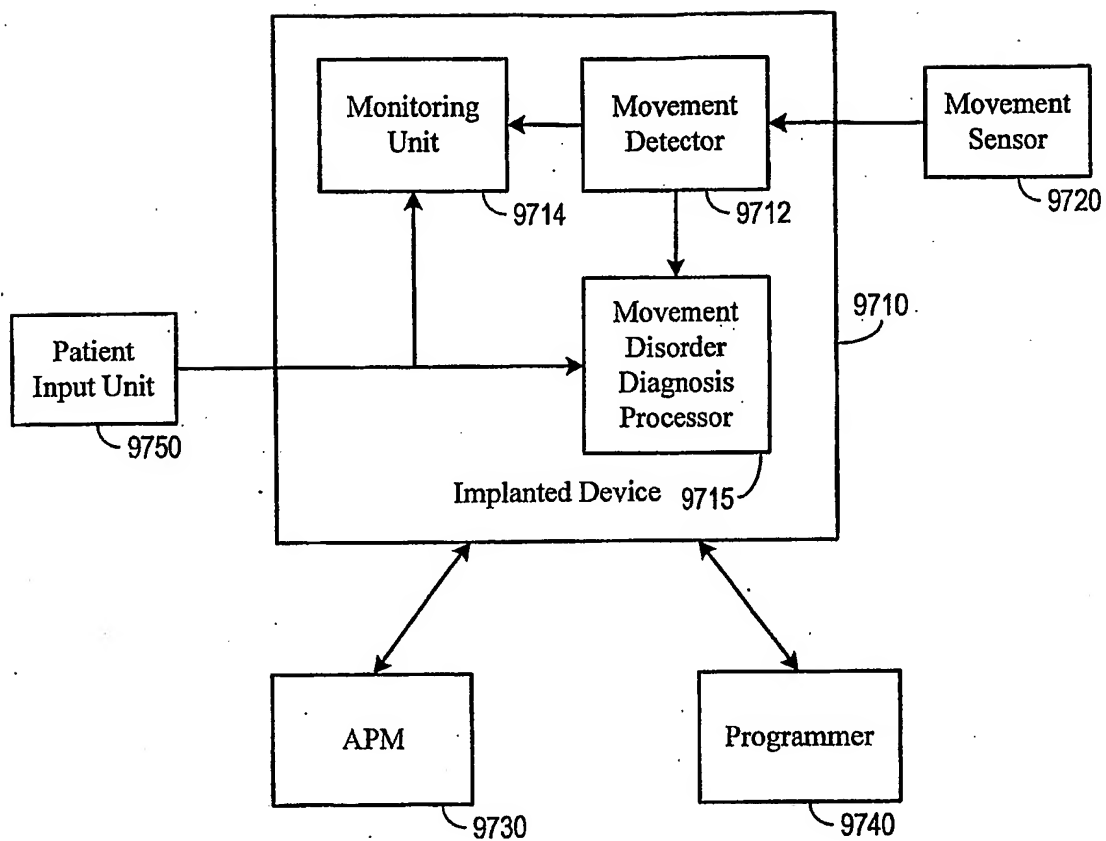 Monitoring
Unit
9714
Movement
Detector
9712
Movement
Sensor
9720
9710
Patient
Input Unit
9750
Movement
Disorder
Diagnosis
Processor
9715
Implanted Device
APM
9730
Programmer
9740